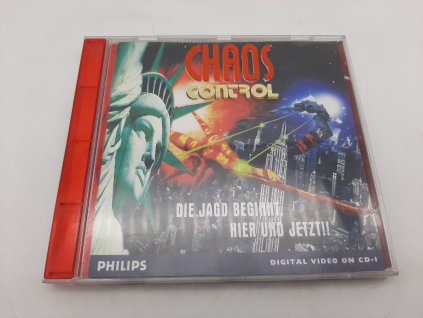 CHAOS
CONTROL
DIE JAGD BEGINNT,
HIER UND JETZT!!
PHILIPS
DIGITAL VIDEO ON CD-I